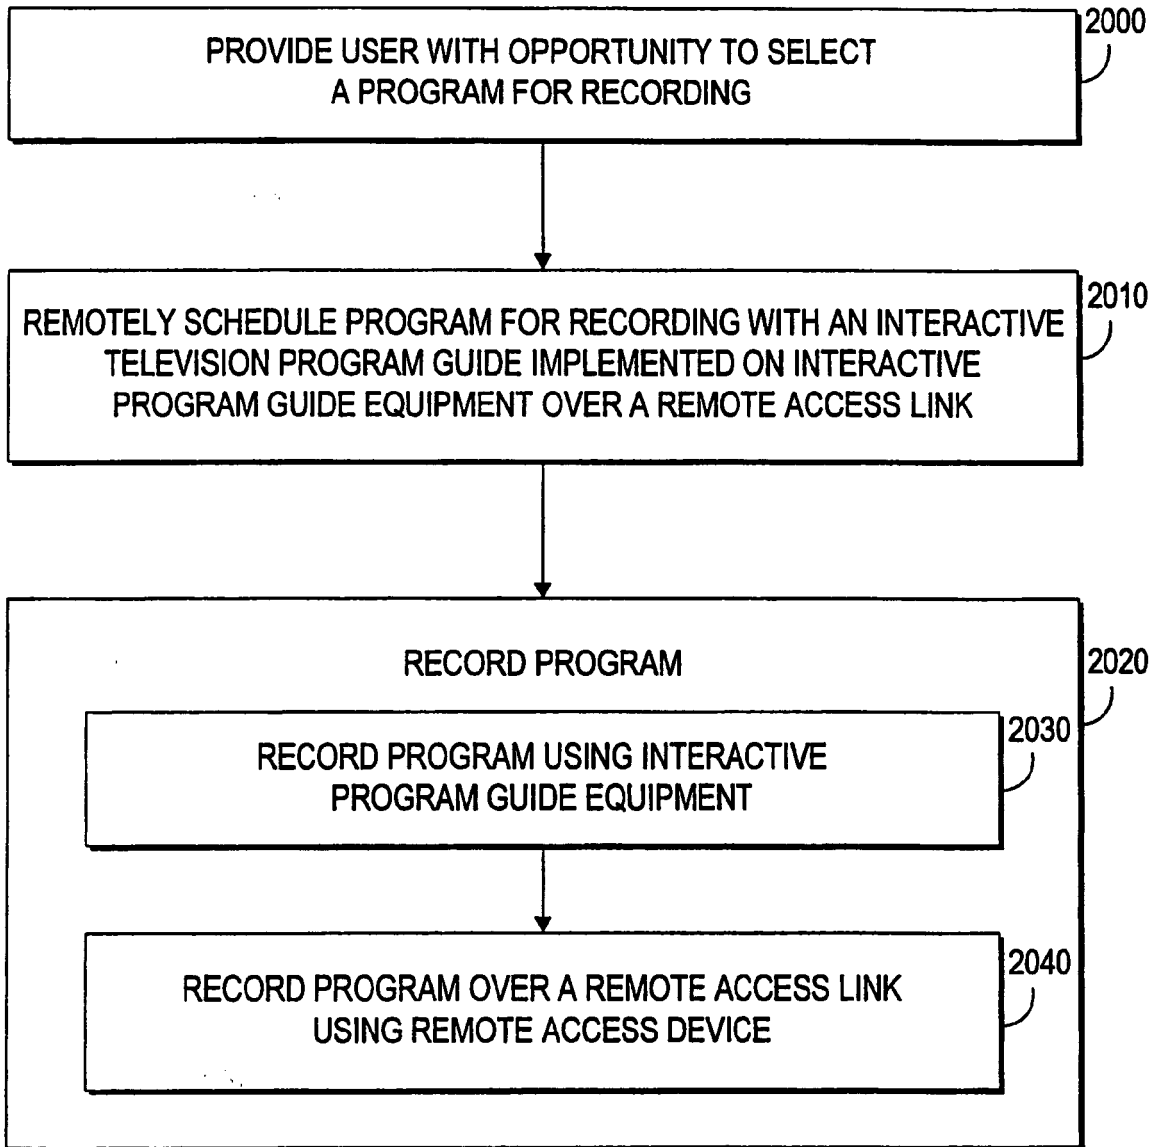 PROVIDE USER WITH OPPORTUNITY TO SELECT
A PROGRAM FOR RECORDING
2000
REMOTELY SCHEDULE PROGRAM FOR RECORDING WITH AN INTERACTIVE
TELEVISION PROGRAM GUIDE IMPLEMENTED ON INTERACTIVE
PROGRAM GUIDE EQUIPMENT OVER A REMOTE ACCESS LINK
2010
RECORD PROGRAM
2020
RECORD PROGRAM USING INTERACTIVE
PROGRAM GUIDE EQUIPMENT
2030
RECORD PROGRAM OVER A REMOTE ACCESS LINK
USING REMOTE ACCESS DEVICE
2040